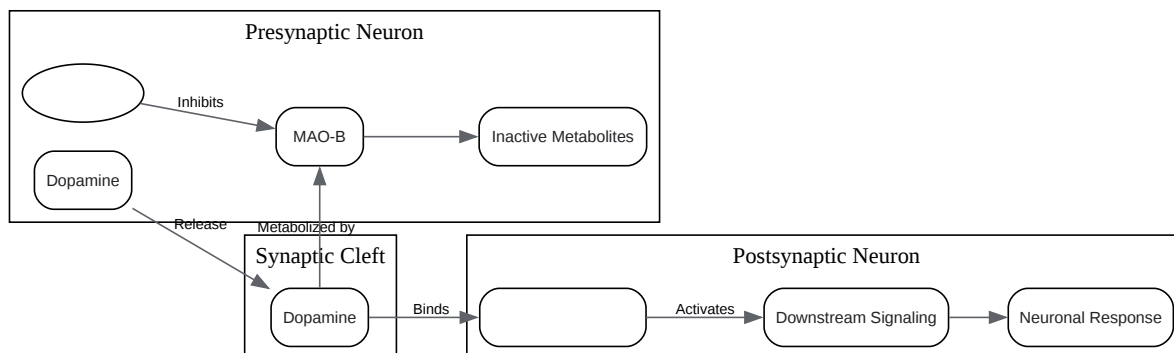 Presynaptic Neuron
Inhibits
MAO-B
Inactive Metabolites
Dopamine
Release
Metabolized by
Synaptic Cleft
Postsynaptic Neuron
Dopamine
Binds
Activates
Downstream Signaling
Neuronal Response